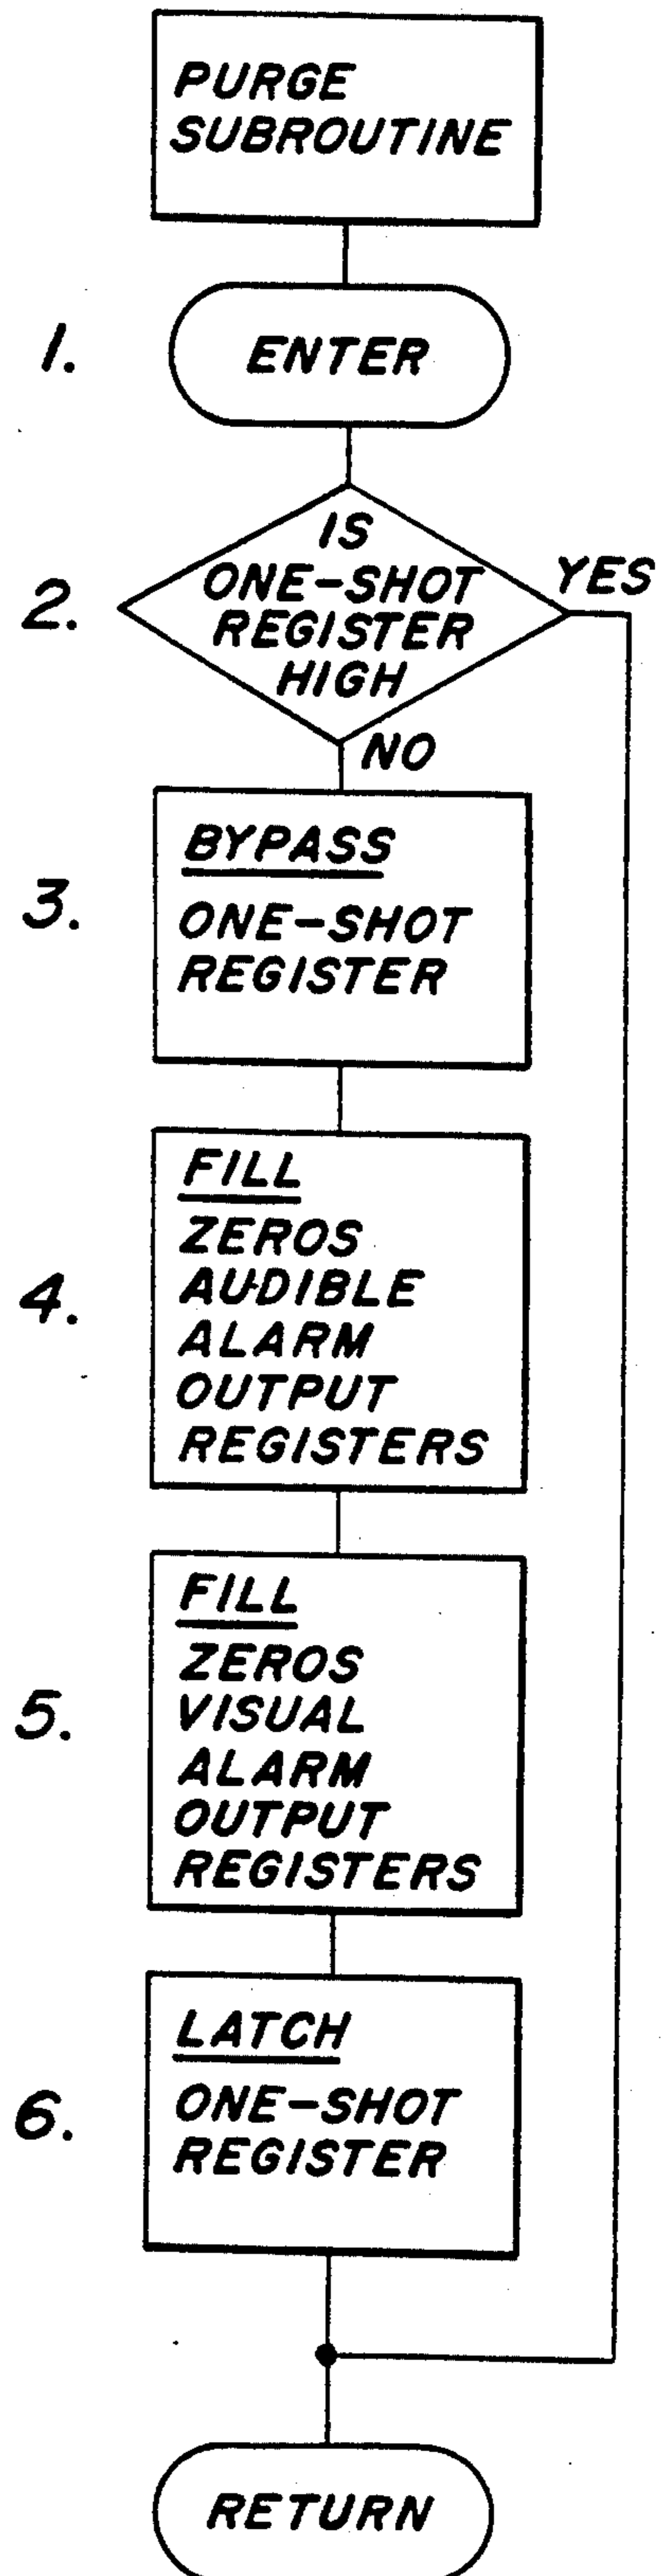 PURGE
SUBROUTINE
1.
ENTER
2.
IS
ONE-SHOT
REGISTER
HIGH
YES
NO
3.
BYPASS
ONE-SHOT
REGISTER
4.
FILL
ZEROS
AUDIBLE
ALARM
OUTPUT
REGISTERS
5.
FILL
ZEROS
VISUAL
ALARM
OUTPUT
REGISTERS
6.
LATCH
ONE-SHOT
REGISTER
RETURN